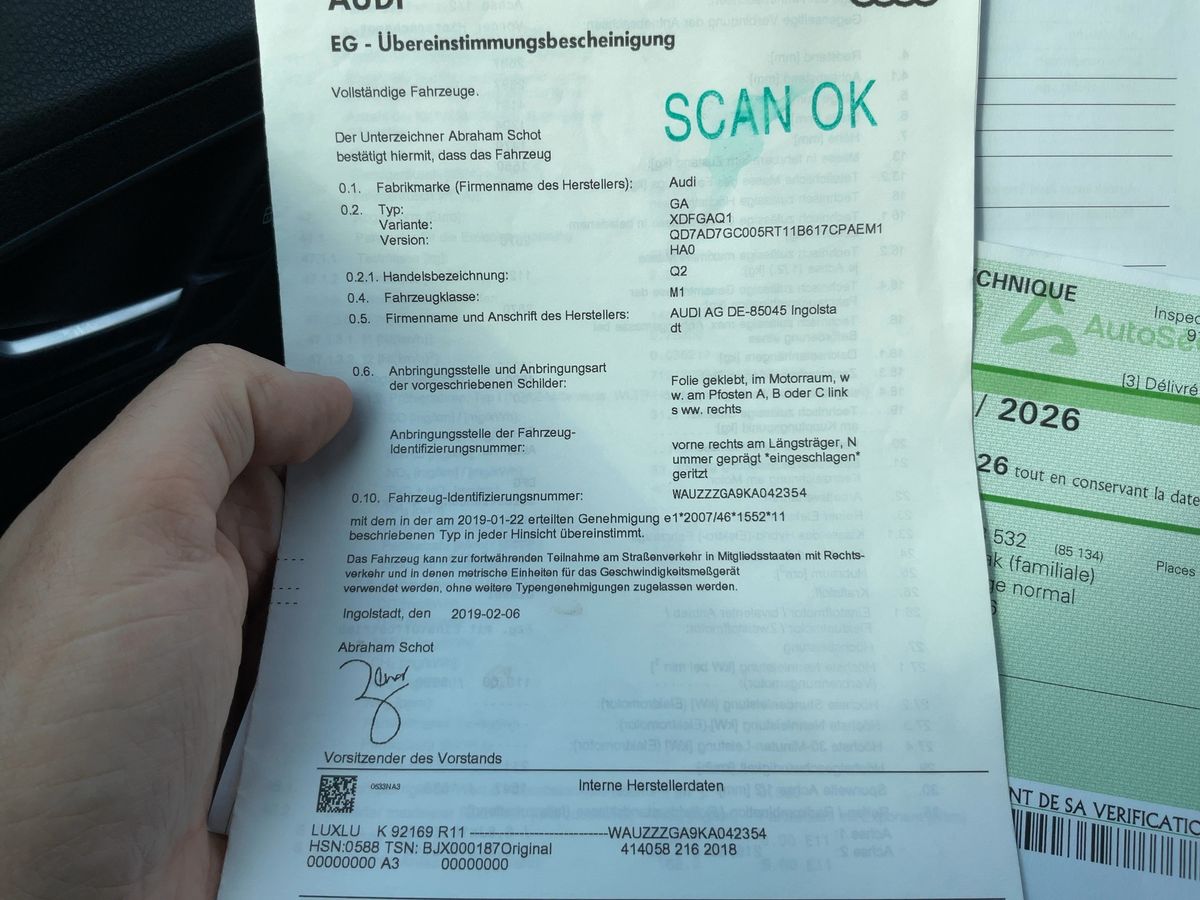 AUDI
EG - Übereinstimmungsbescheinigung
Vollständige Fahrzeuge.
SCAN OK
Der Unterzeichner Abraham Schot
bestätigt hiermit, dass das Fahrzeug
0.1. Fabrikmarke (Firmenname des Herstellers): Audi
0.2. Typ: GA
Variante: XDFGAQ1
Version: QD7AD7GC005RT11B617CPAEM1
HA0
0.2.1. Handelsbezeichnung: Q2
0.4. Fahrzeugklasse: M1
0.5. Firmenname und Anschrift des Herstellers: AUDI AG DE-85045 Ingolsta
dt
0.6. Anbringungsstelle und Anbringungsart
der vorgeschriebenen Schilder: Folie geklebt, im Motorraum, w
w. am Pfosten A, B oder C link
s ww. rechts
Anbringungsstelle der Fahrzeug-
Identifizierungsnummer: vorne rechts am Längsträger, N
ummer geprägt *eingeschlagen*
geritzt
0.10. Fahrzeug-Identifizierungsnummer: WAUZZZGA9KA042354
mit dem in der am 2019-01-22 erteilten Genehmigung e1*2007/46*1552*11
beschriebenen Typ in jeder Hinsicht übereinstimmt.
Das Fahrzeug kann zur fortwährenden Teilnahme am Straßenverkehr in Mitgliedsstaaten mit Rechts-
verkehr und in denen metrische Einheiten für das Geschwindigkeitsmeßgerät
verwendet werden, ohne weitere Typengenehmigungen zugelassen werden.
Ingolstadt, den 2019-02-06
Abraham Schot
Vorsitzender des Vorstands
0533NA3
Interne Herstellerdaten
LUXLU K 92169 R11 ----------------------WAUZZZGA9KA042354
HSN:0588 TSN: BJX000187Original 414058 216 2018
00000000 A3 00000000
CHNIQUE
Inspec
AutoSe
[3] Délivré
/ 2026
26 tout en conservant la date
532 (85 134)
k (familiale) Places
ge normal
NT DE SA VERIFICATIO